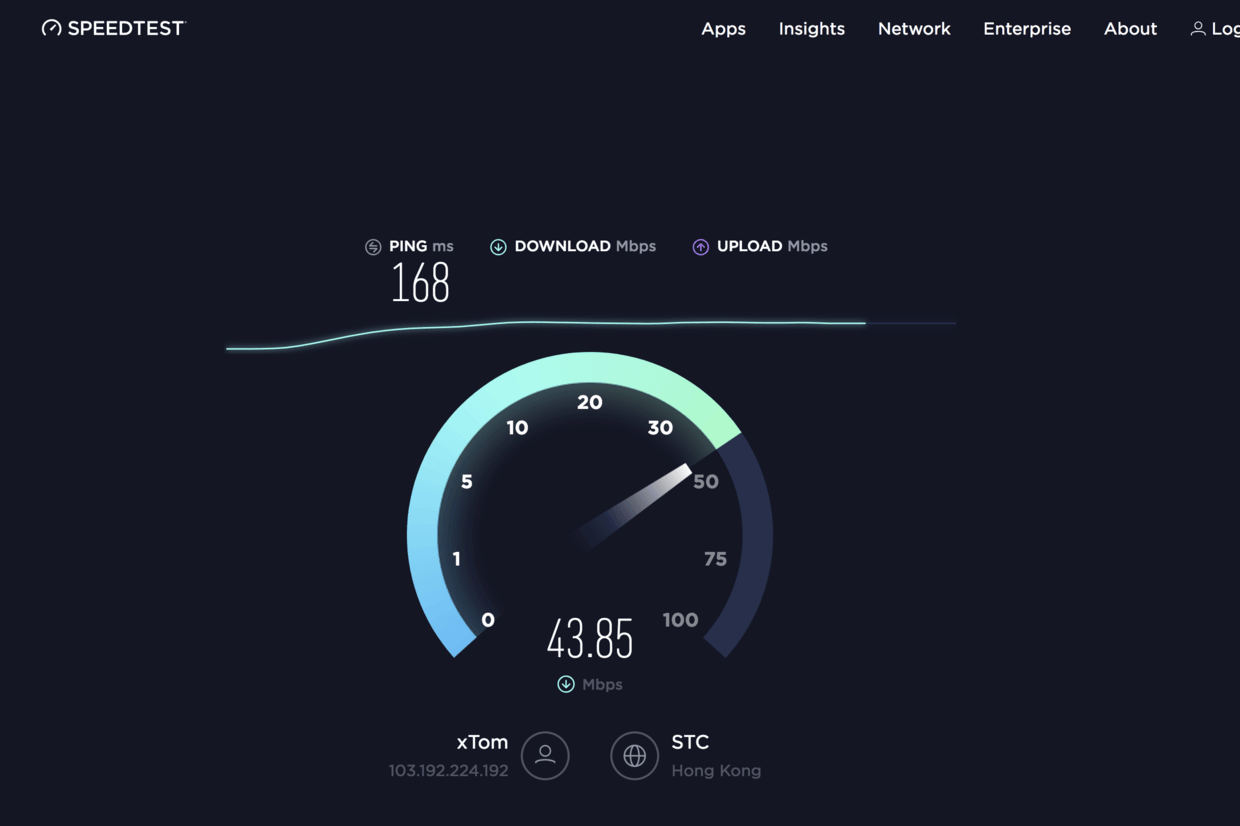 SPEEDTEST
Apps Insights Network Enterprise About Log
PING ms DOWNLOAD Mbps UPLOAD Mbps
168
20
10 30
5 50
1 75
0 100
43.85
Mbps
xTom STC
103.192.224.192 Hong Kong